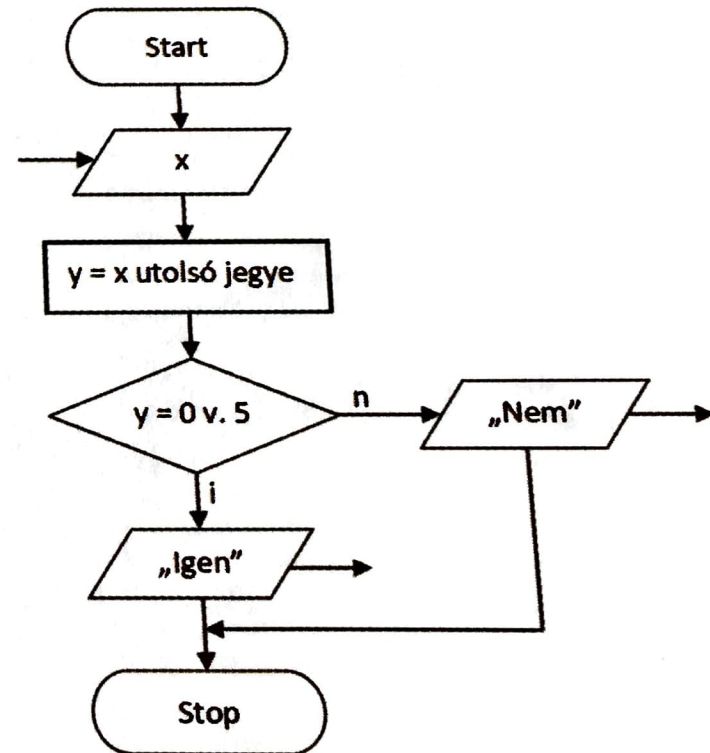 Start
x
y = x utolsó jegye
y = 0 v. 5
n
„Nem”
i
„Igen”
Stop